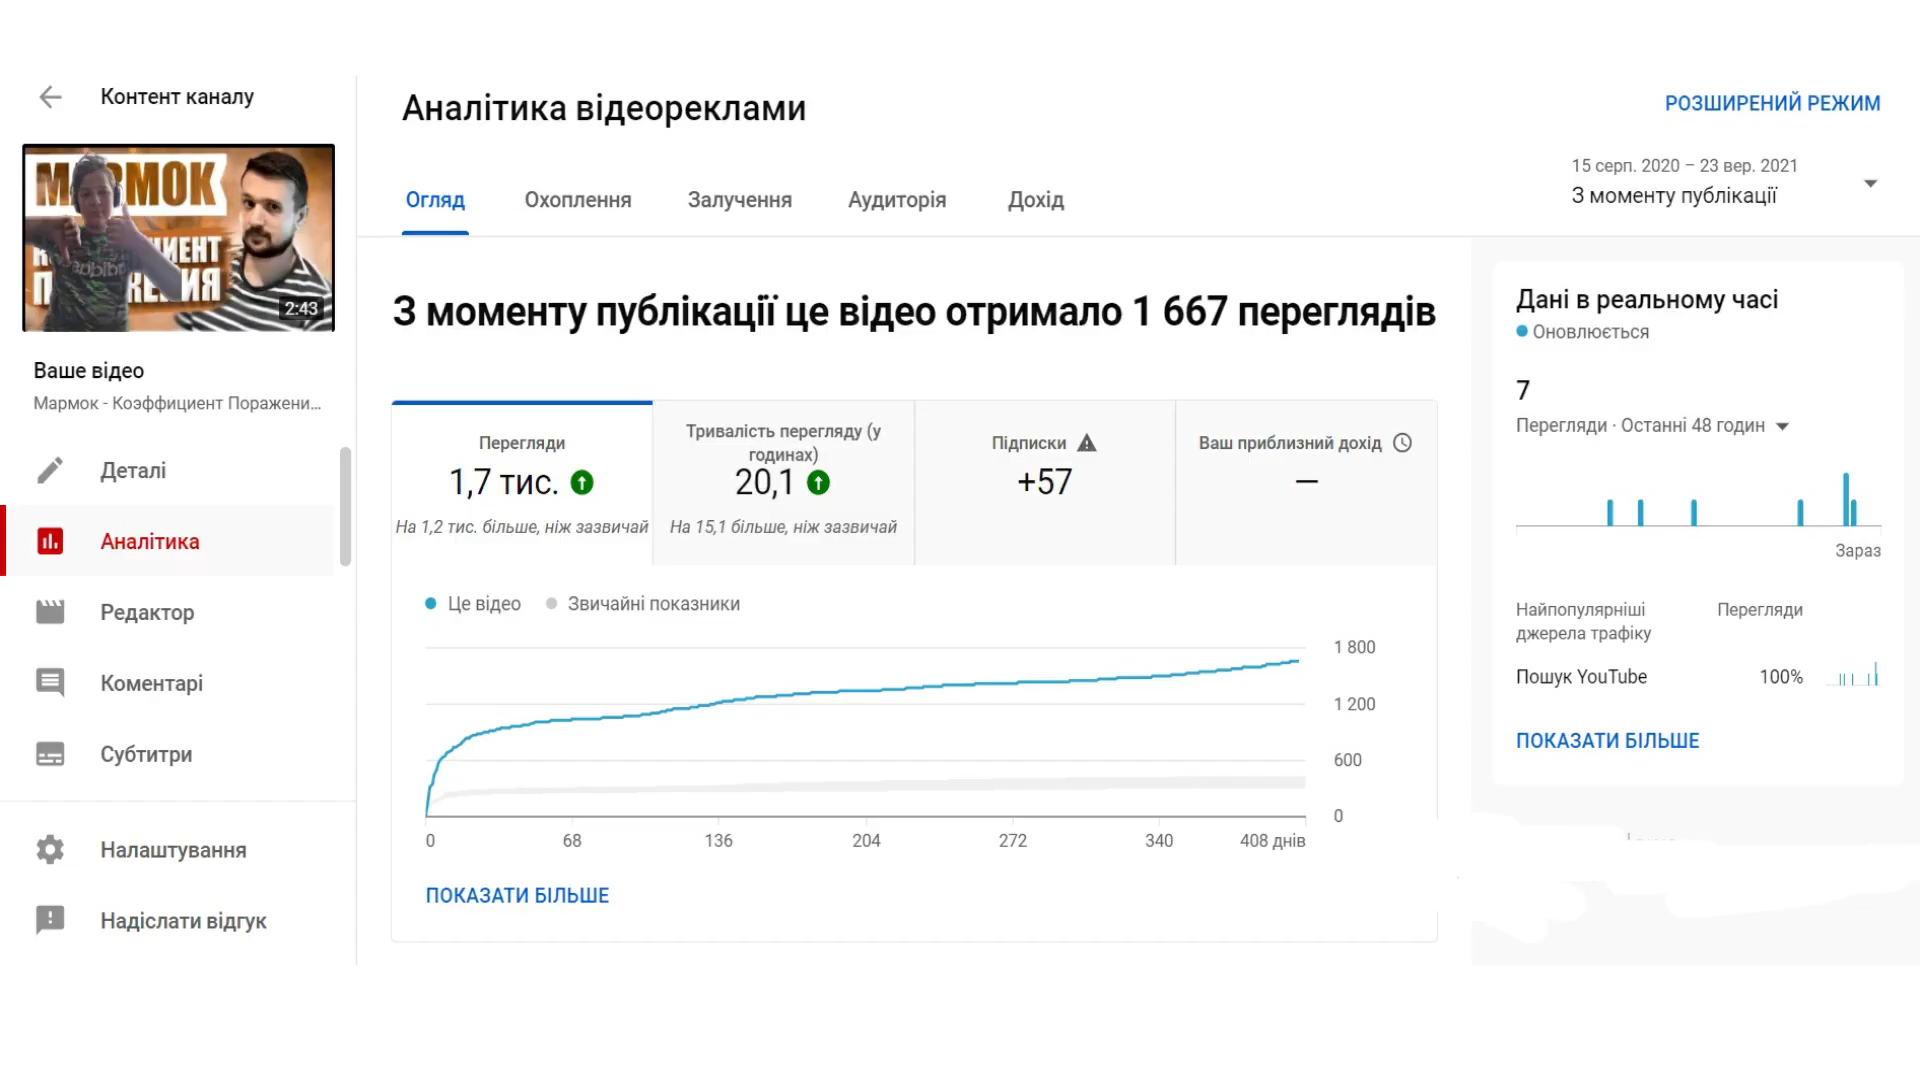 Контент каналу
МАРМОК
2:43
Ваше відео
Мармок - Коэффициент Поражени...
Деталі
Аналітика
Редактор
Коментарі
Субтитри
Налаштування
Надіслати відгук
Аналітика відеореклами
РОЗШИРЕНИЙ РЕЖИМ
15 серп. 2020 – 23 вер. 2021
З моменту публікації
Огляд
Охоплення
Залучення
Аудиторія
Дохід
З моменту публікації це відео отримало 1 667 переглядів
Перегляди
1,7 тис.
На 1,2 тис. більше, ніж зазвичай
Тривалість перегляду (у
годинах)
20,1
На 15,1 більше, ніж зазвичай
Підписки
+57
Ваш приблизний дохід
—
Це відео
Звичайні показники
1 800
1 200
600
0
0 68 136 204 272 340 408 днів
ПОКАЗАТИ БІЛЬШЕ
Дані в реальному часі
Оновлюється
7
Перегляди · Останні 48 годин
Зараз
Найпопулярніші
джерела трафіку
Перегляди
Пошук YouTube 100%
ПОКАЗАТИ БІЛЬШЕ